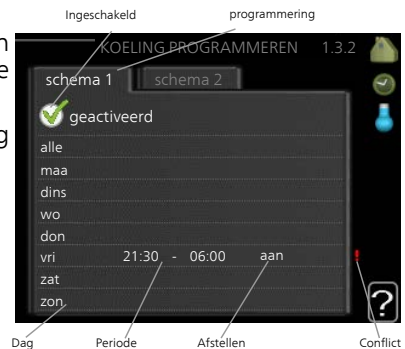 Ingeschakeld programmering
n
KOELING PROGRAMMEREN 1.3.2
e
schema 1 schema 2
geactiveerd
g
alle
maa
dins
wo
don
vri 21:30 - 06:00 aan !
zat
zon
?
Dag Periode Afstellen Conflict